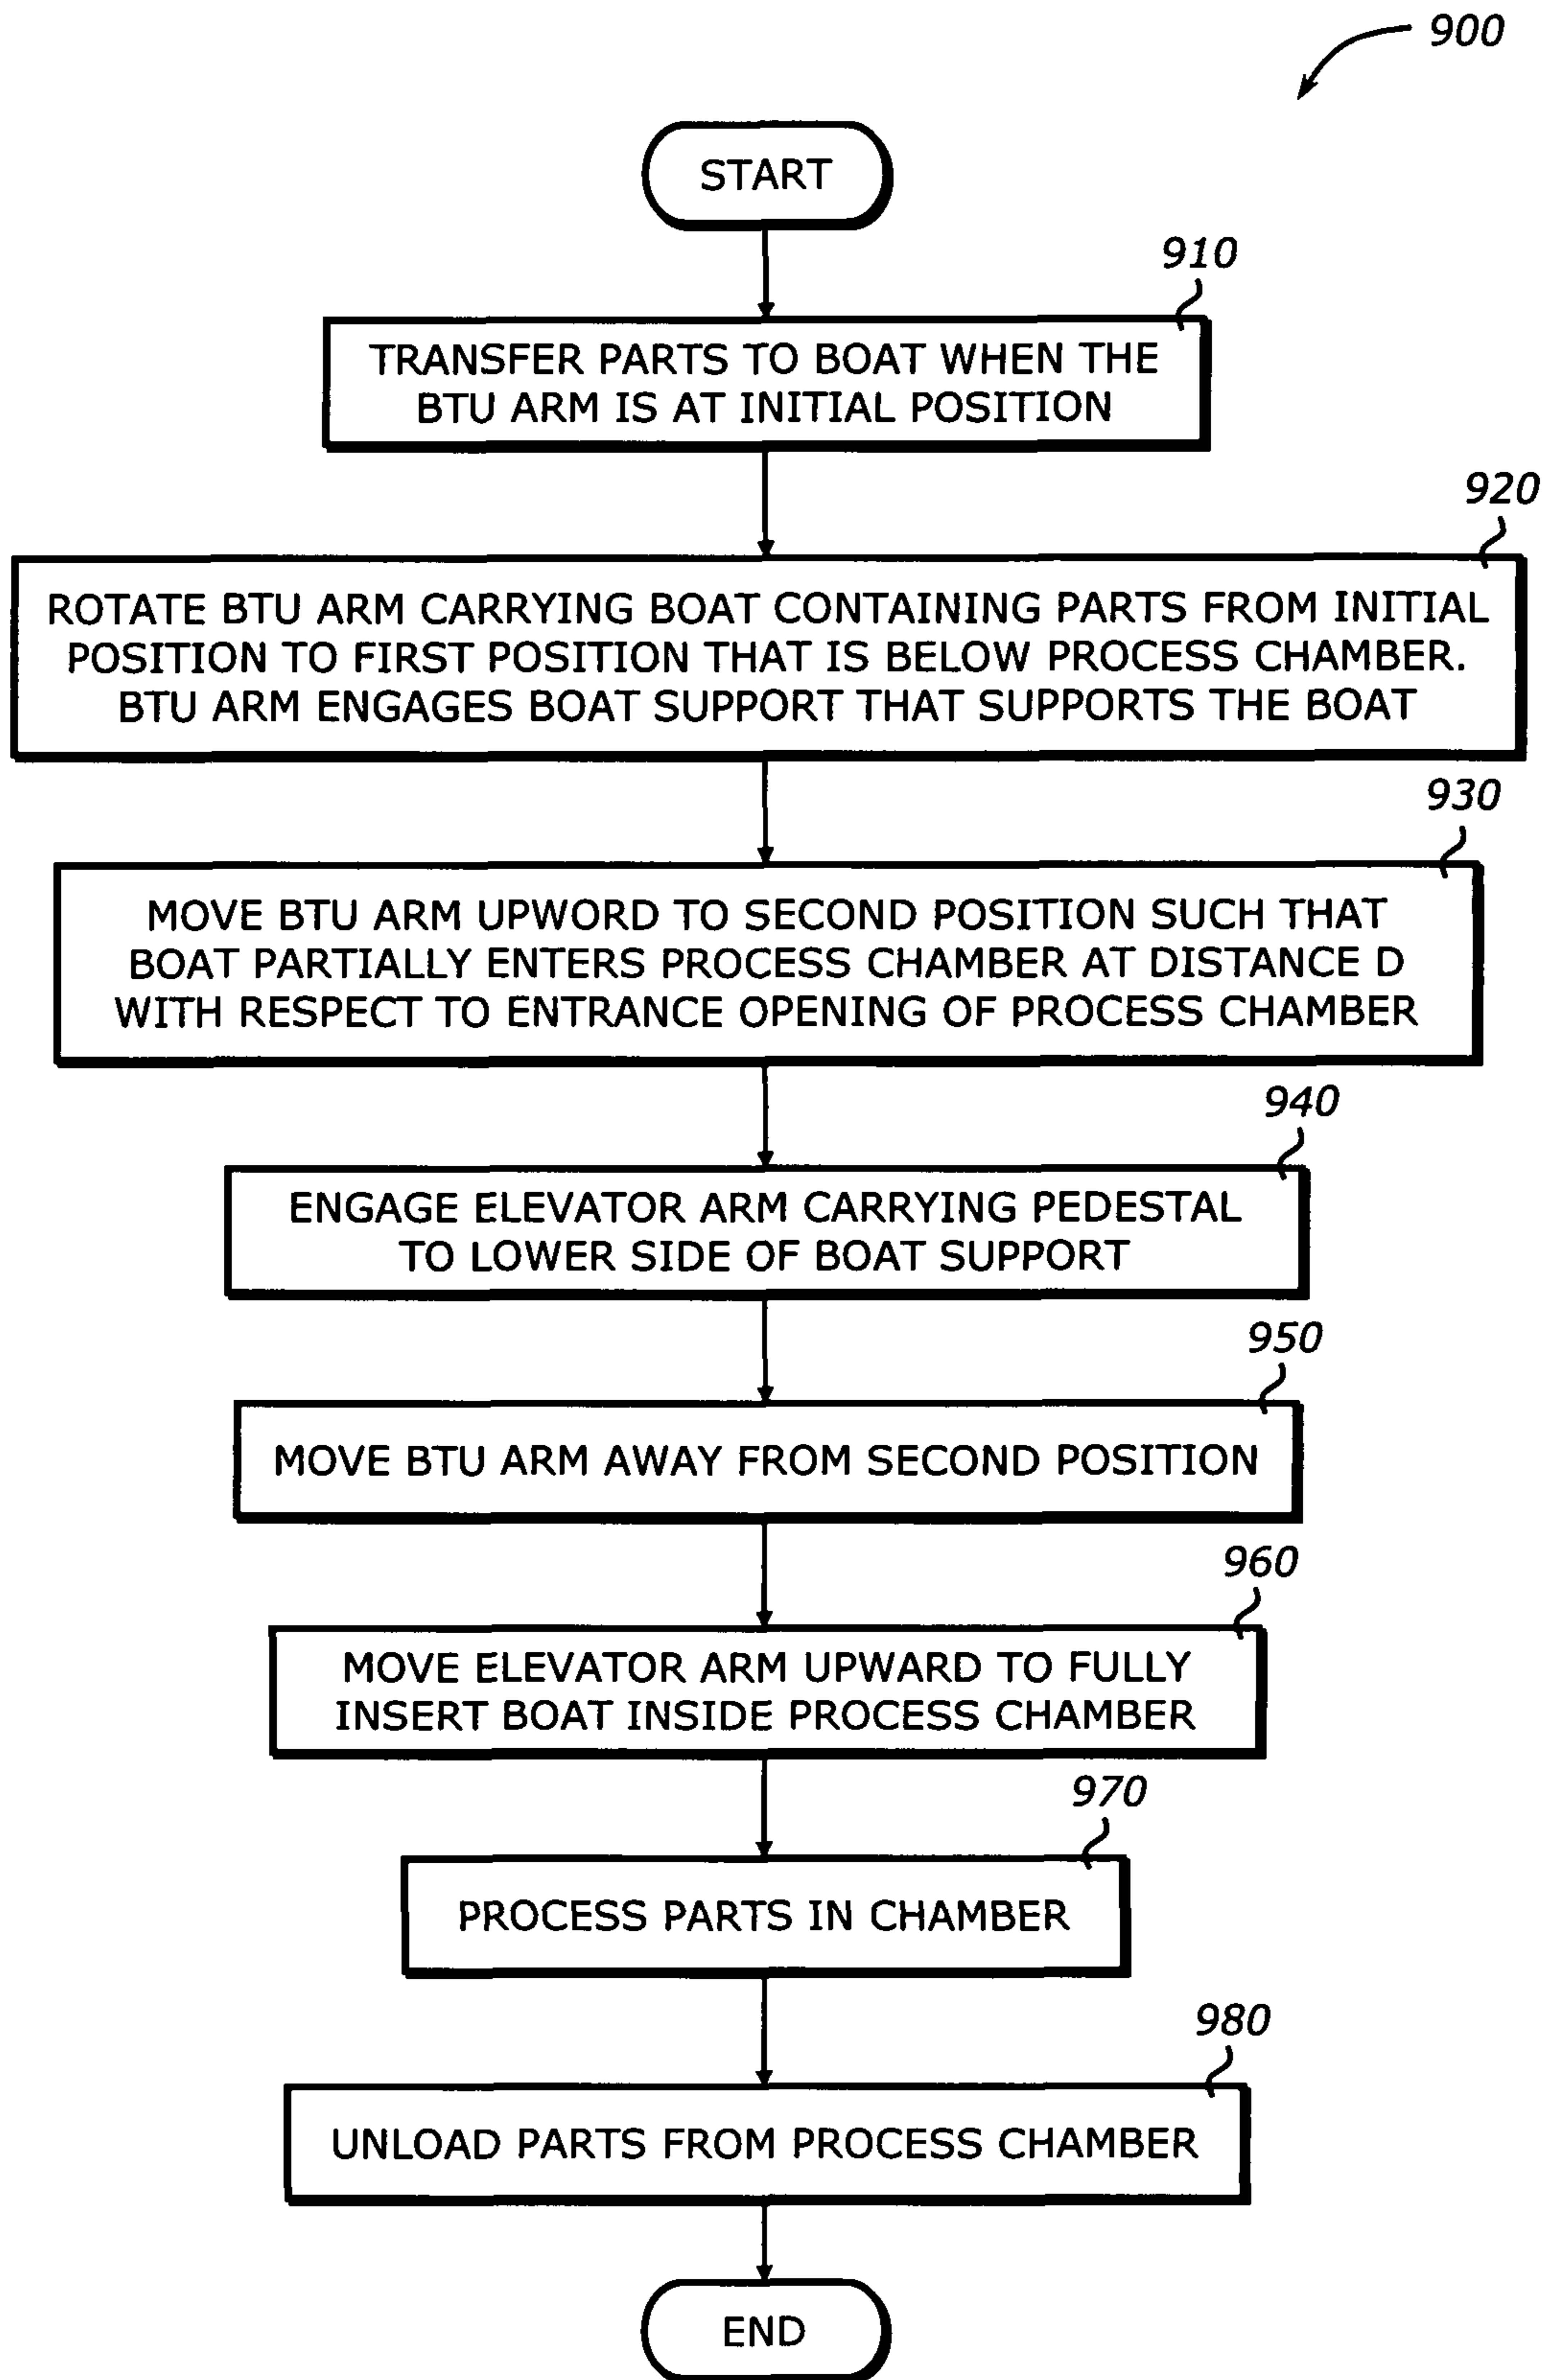 900
START
910
TRANSFER PARTS TO BOAT WHEN THE
BTU ARM IS AT INITIAL POSITION
920
ROTATE BTU ARM CARRYING BOAT CONTAINING PARTS FROM INITIAL
POSITION TO FIRST POSITION THAT IS BELOW PROCESS CHAMBER.
BTU ARM ENGAGES BOAT SUPPORT THAT SUPPORTS THE BOAT
930
MOVE BTU ARM UPWORD TO SECOND POSITION SUCH THAT
BOAT PARTIALLY ENTERS PROCESS CHAMBER AT DISTANCE D
WITH RESPECT TO ENTRANCE OPENING OF PROCESS CHAMBER
940
ENGAGE ELEVATOR ARM CARRYING PEDESTAL
TO LOWER SIDE OF BOAT SUPPORT
950
MOVE BTU ARM AWAY FROM SECOND POSITION
960
MOVE ELEVATOR ARM UPWARD TO FULLY
INSERT BOAT INSIDE PROCESS CHAMBER
970
PROCESS PARTS IN CHAMBER
980
UNLOAD PARTS FROM PROCESS CHAMBER
END